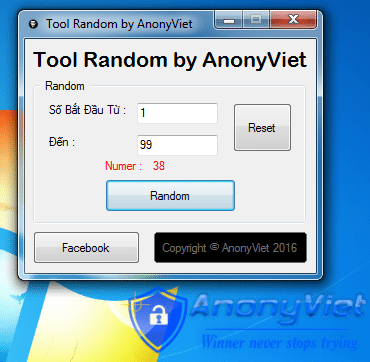 Tool Random by AnonyViet
Tool Random by AnonyViet
Random
Số Bắt Đầu Từ : 1
Đến : 99
Reset
Numer : 38
Random
Facebook
Copyright © AnonyViet 2016
AnonyViet
Winner never stops trying